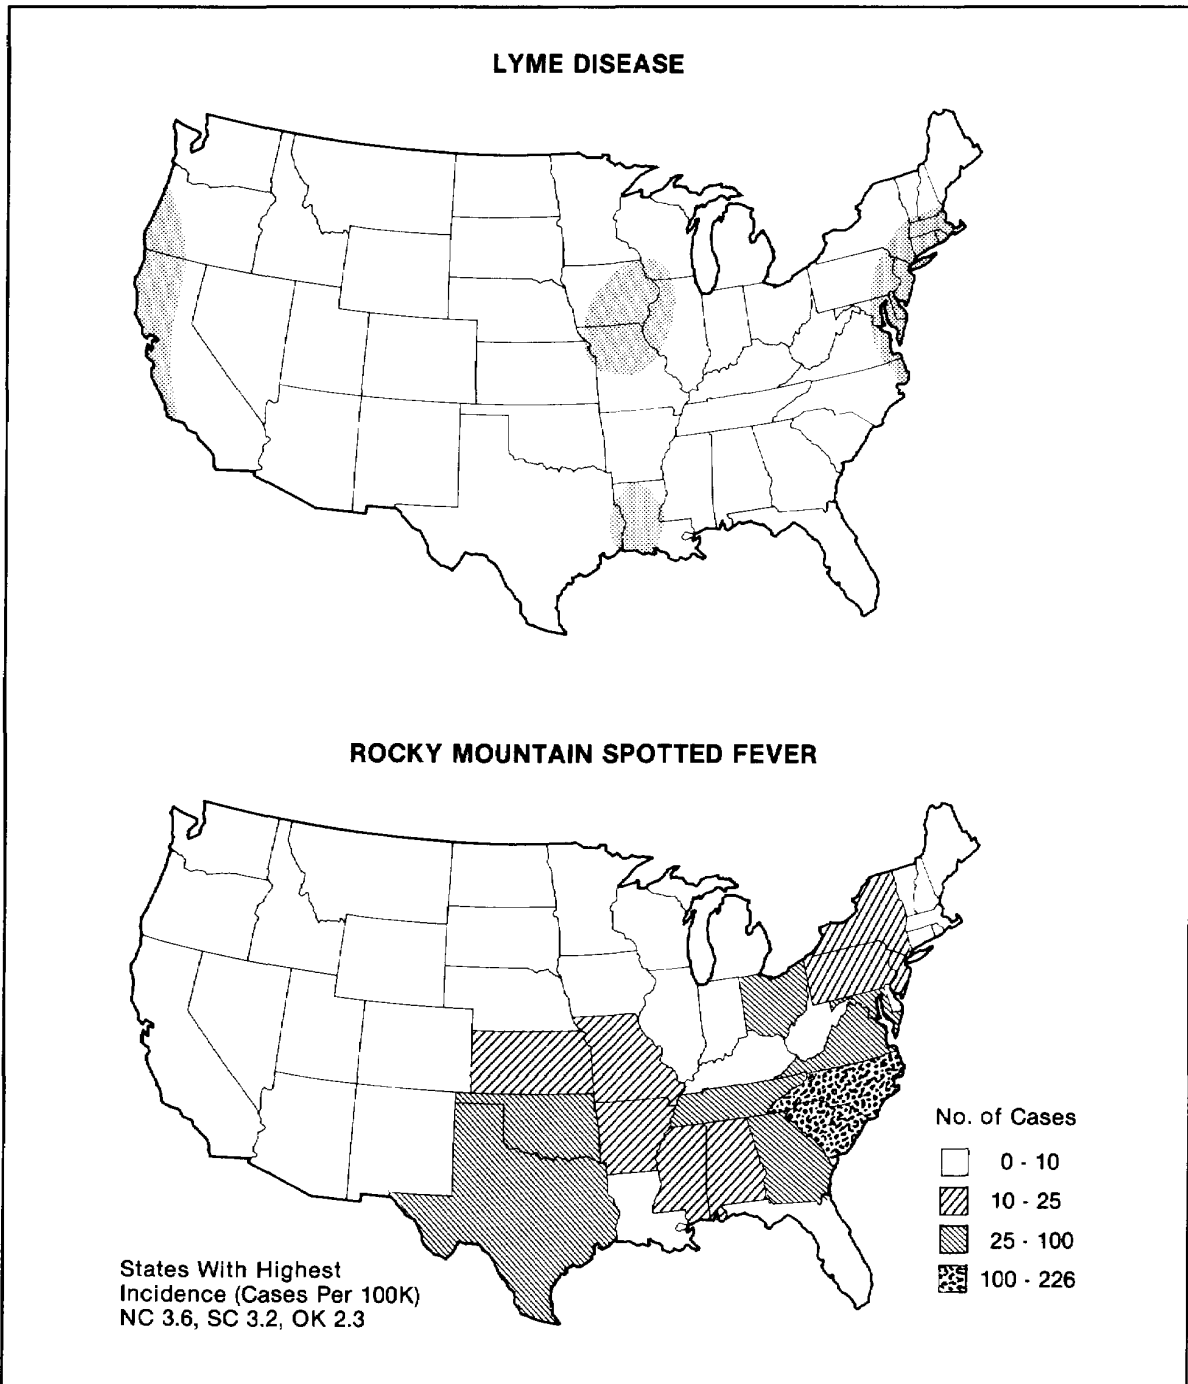 LYME DISEASE
ROCKY MOUNTAIN SPOTTED FEVER
No. of Cases
0 - 10
10 - 25
25 - 100
100 - 226
States With Highest
Incidence (Cases Per 100K)
NC 3.6, SC 3.2, OK 2.3